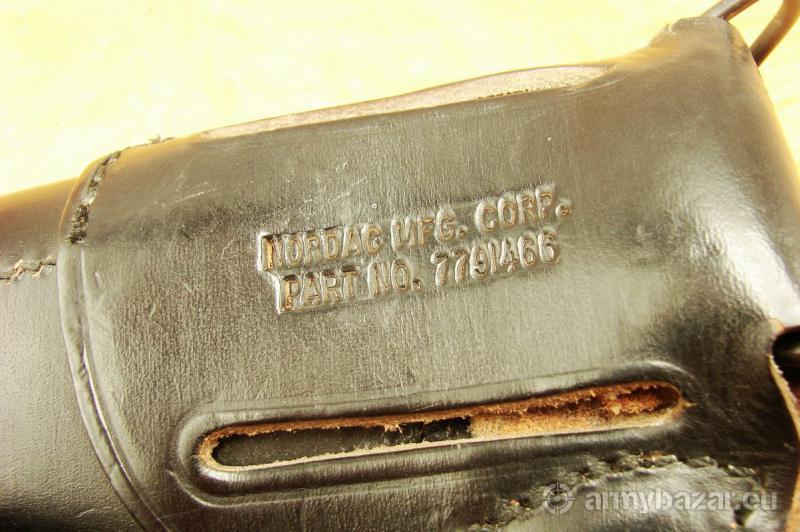 NORDAC MFG. CORP.
PART NO. 7791466
armybazar.eu